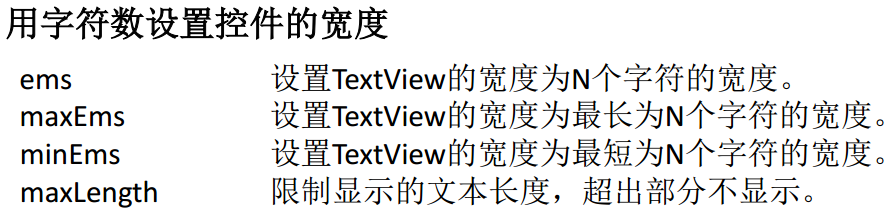 用字符数设置控件的宽度
ems 设置TextView的宽度为N个字符的宽度。
maxEms 设置TextView的宽度为最长为N个字符的宽度。
minEms 设置TextView的宽度为最短为N个字符的宽度。
maxLength 限制显示的文本长度，超出部分不显示。